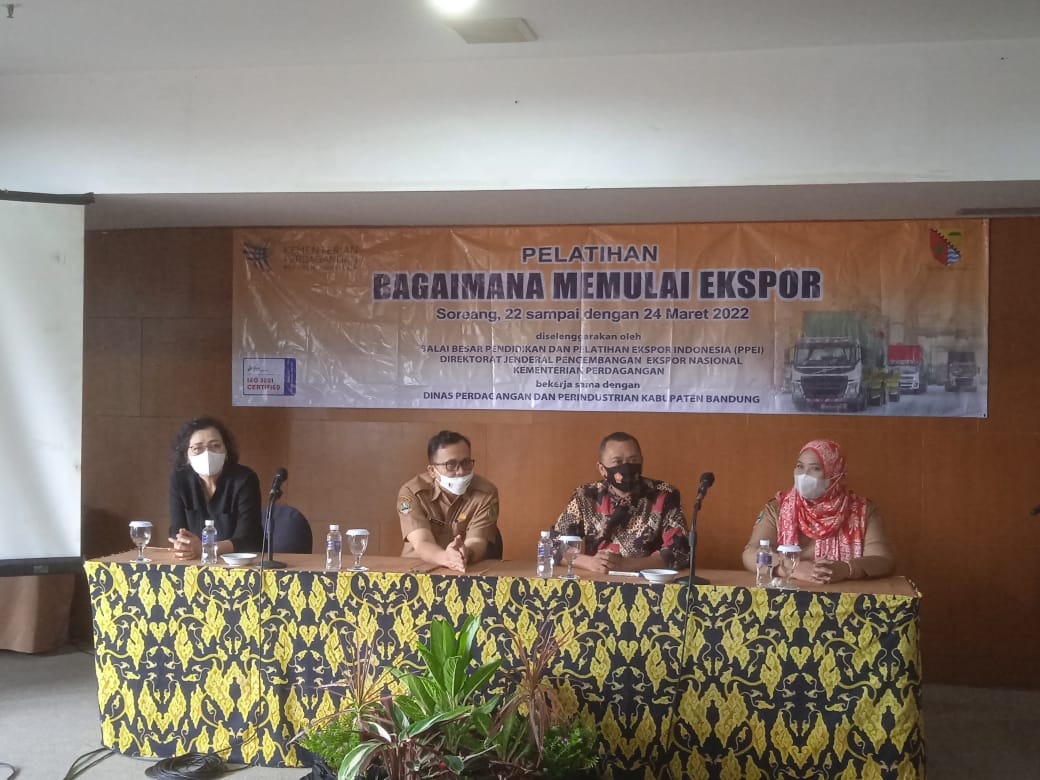 KEMENTERIAN
PERDAGANGAN
PELATIHAN
BAGAIMANA MEMULAI EKSPOR
Soreang, 22 sampai dengan 24 Maret 2022
diselenggarakan oleh
BALAI BESAR PENDIDIKAN DAN PELATIHAN EKSPOR INDONESIA (PPEI)
DIREKTORAT JENDERAL PENGEMBANGAN EKSPOR NASIONAL
KEMENTERIAN PERDAGANGAN
bekerja sama dengan
DINAS PERDAGANGAN DAN PERINDUSTRIAN KABUPATEN BANDUNG
CERTIFIED